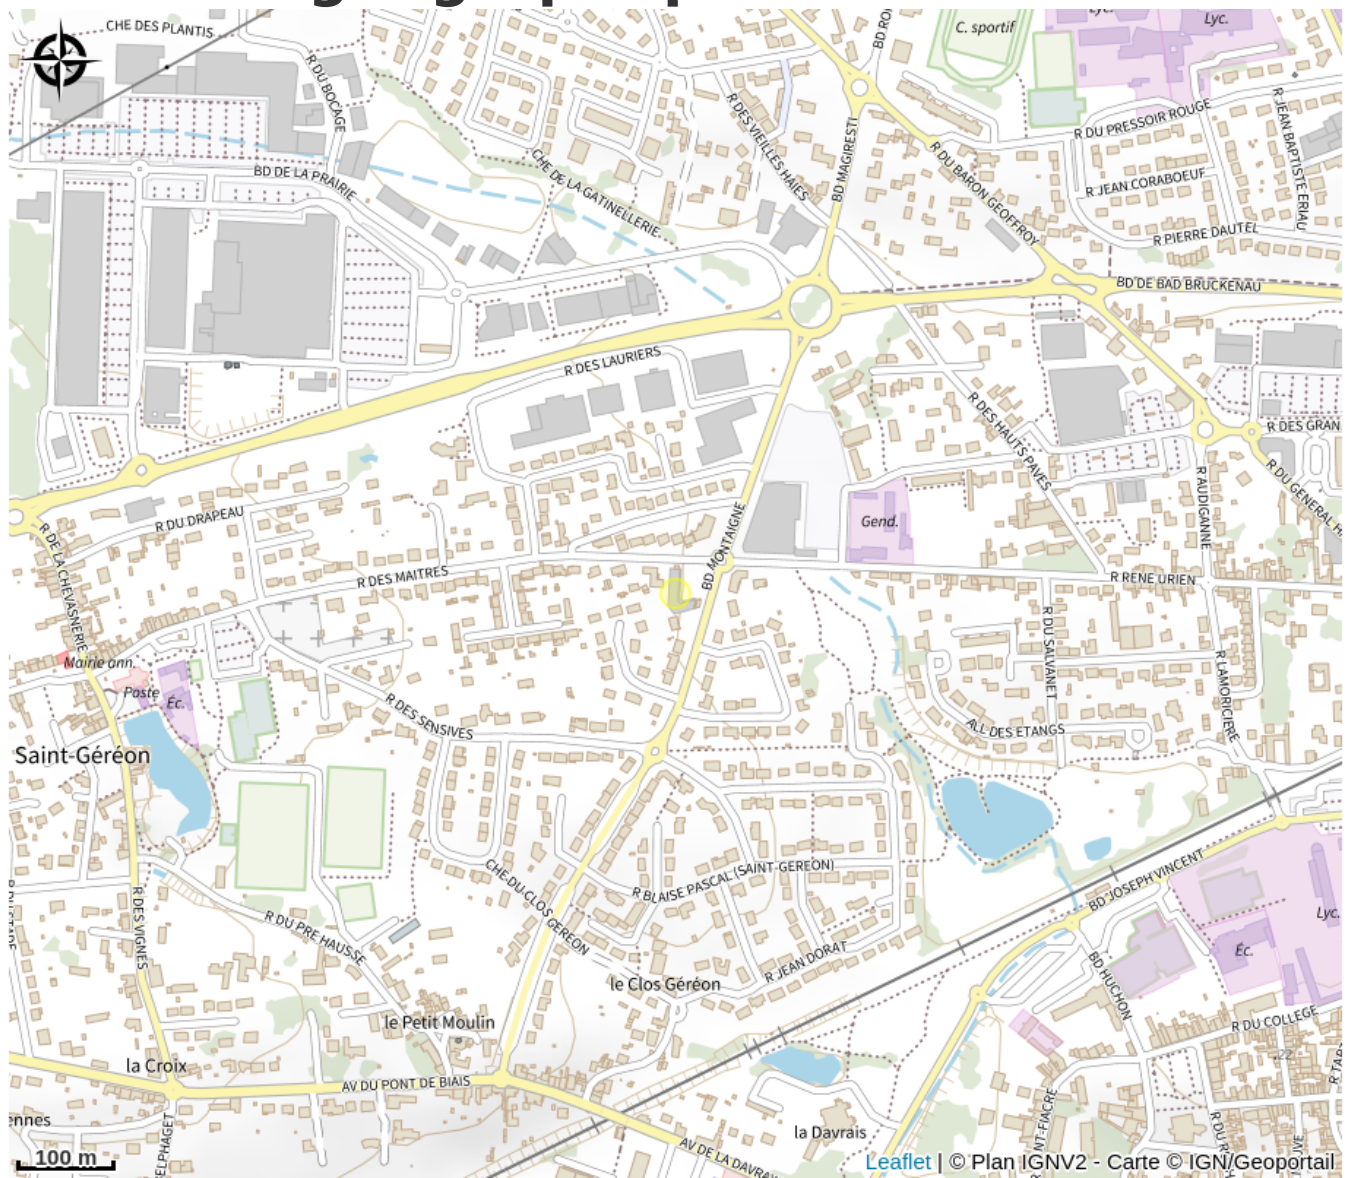 CHE DES PLANTIS
R DU BOCAGE
BD DE LA PRAIRIE
CHE DE LA GATINELLERIE
R DES VIEILLES HAIES
BD MAGIRESTI
C. sportif
Lyc.
R DU PRESSOIR ROUGE
R DU BARON GEOFFROY
R JEAN CORABOEUF
R JEAN BAPTISTE ERIAU
R PIERRE DAUTEL
BD DE BAD BRUCKENAU
R DES LAURIERS
R DES HAUTS PAVES
R DES GRAN
R DU GENERAL H
R AUDIGANNE
R DU DRAPEAU
R DE LA CHEVASNERIE
R DES MAITRES
BD MONTAIGNE
Gend.
R RENE URIEN
R DU SALVANET
R LAMORICIERE
Mairie ann.
Poste
Éc.
R DES SENSIVES
ALL DES ETANGS
Saint-Géréon
CHE DU CLOS GEREON
R BLAISE PASCAL (SAINT-GEREON)
BD JOSEPH VINCENT
R DES VIGNES
R DU PRE HAUSSE
R JEAN DORAT
Lyc.
Éc.
le Clos Géréon
BD HUCHON
le Petit Moulin
R DU COLLEGE
22
la Croix
AV DU PONT DE BIAIS
ennes
ELPHAGET
la Davrais
AV DE LA DAVRAI
NT-FIACRE
100 m
Leaflet | © Plan IGNV2 - Carte © IGN/Geoportail